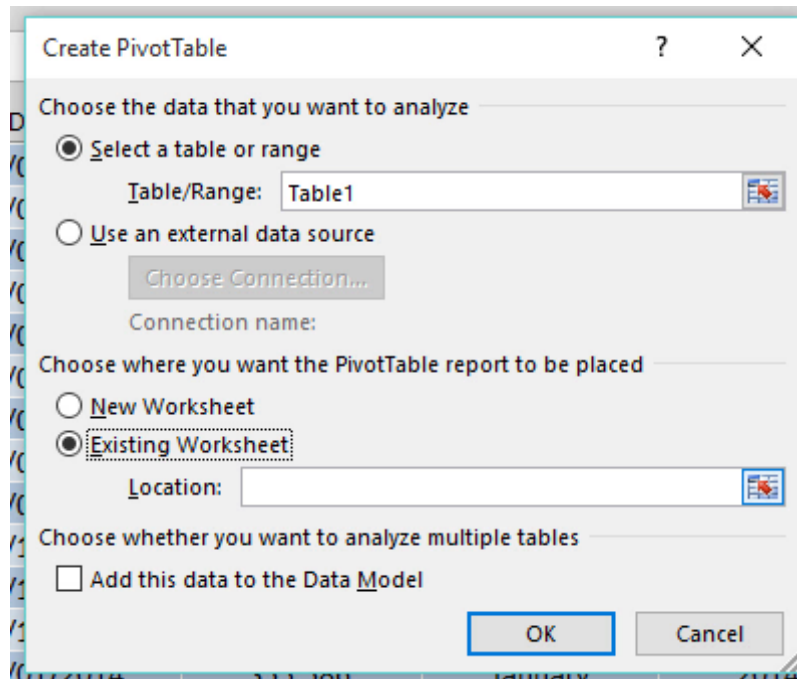 Create PivotTable
?
Choose the data that you want to analyze
Select a table or range
Table/Range: Table1
Use an external data source
Choose Connection...
Connection name:
Choose where you want the PivotTable report to be placed
New Worksheet
Existing Worksheet
Location:
Choose whether you want to analyze multiple tables
Add this data to the Data Model
OK Cancel
January 2014